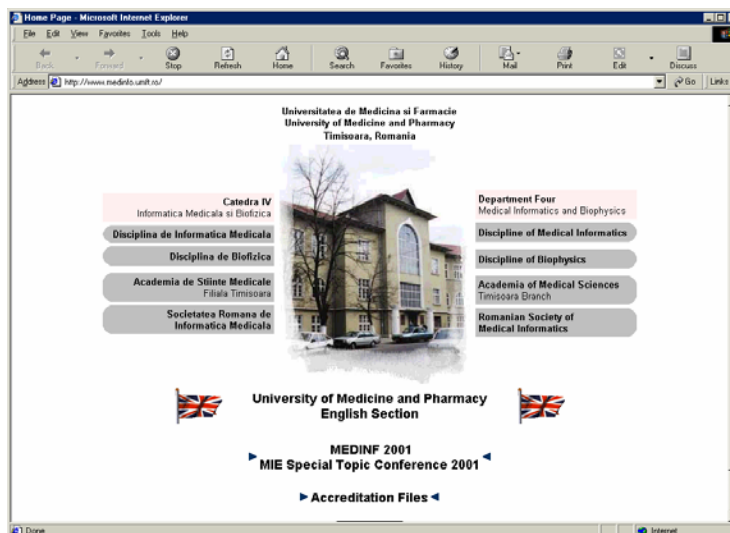 Home Page - Microsoft Internet Explorer
File Edit View Favorites Tools Help
Back Forward Stop Refresh Home Search Favorites History Mail Print Edit Discuss
Address http://www.medinfo.umft.ro/ Go Links
Universitatea de Medicina si Farmacie
University of Medicine and Pharmacy
Timisoara, Romania
Catedra IV
Informatica Medicala si Biofizica
Disciplina de Informatica Medicala
Disciplina de Biofizica
Academia de Stiinte Medicale
Filiala Timisoara
Societatea Romana de
Informatica Medicala
Department Four
Medical Informatics and Biophysics
Discipline of Medical Informatics
Discipline of Biophysics
Academy of Medical Sciences
Timisoara Branch
Romanian Society of
Medical Informatics
University of Medicine and Pharmacy
English Section
MEDINF 2001
MIE Special Topic Conference 2001
Accreditation Files
Done Internet